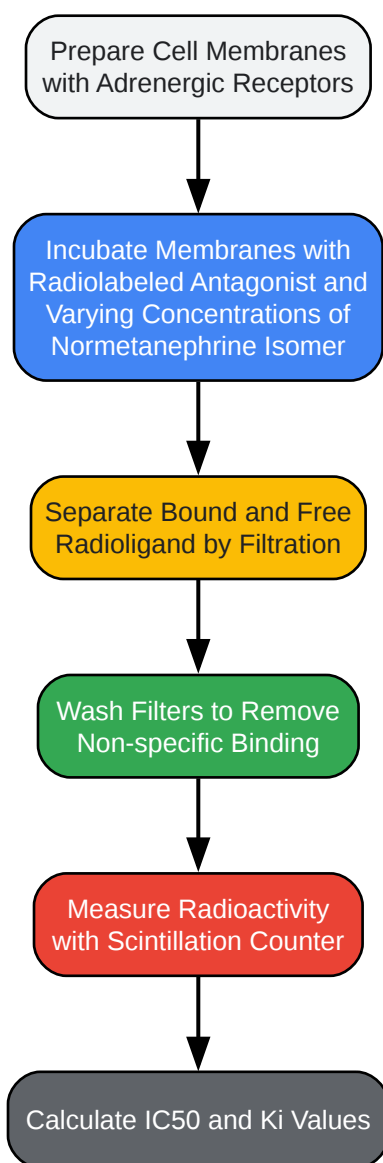 Prepare Cell Membranes
with Adrenergic Receptors
Incubate Membranes with
Radiolabeled Antagonist and
Varying Concentrations of
Normetanephrine Isomer
Separate Bound and Free
Radioligand by Filtration
Wash Filters to Remove
Non-specific Binding
Measure Radioactivity
with Scintillation Counter
Calculate IC50 and Ki Values